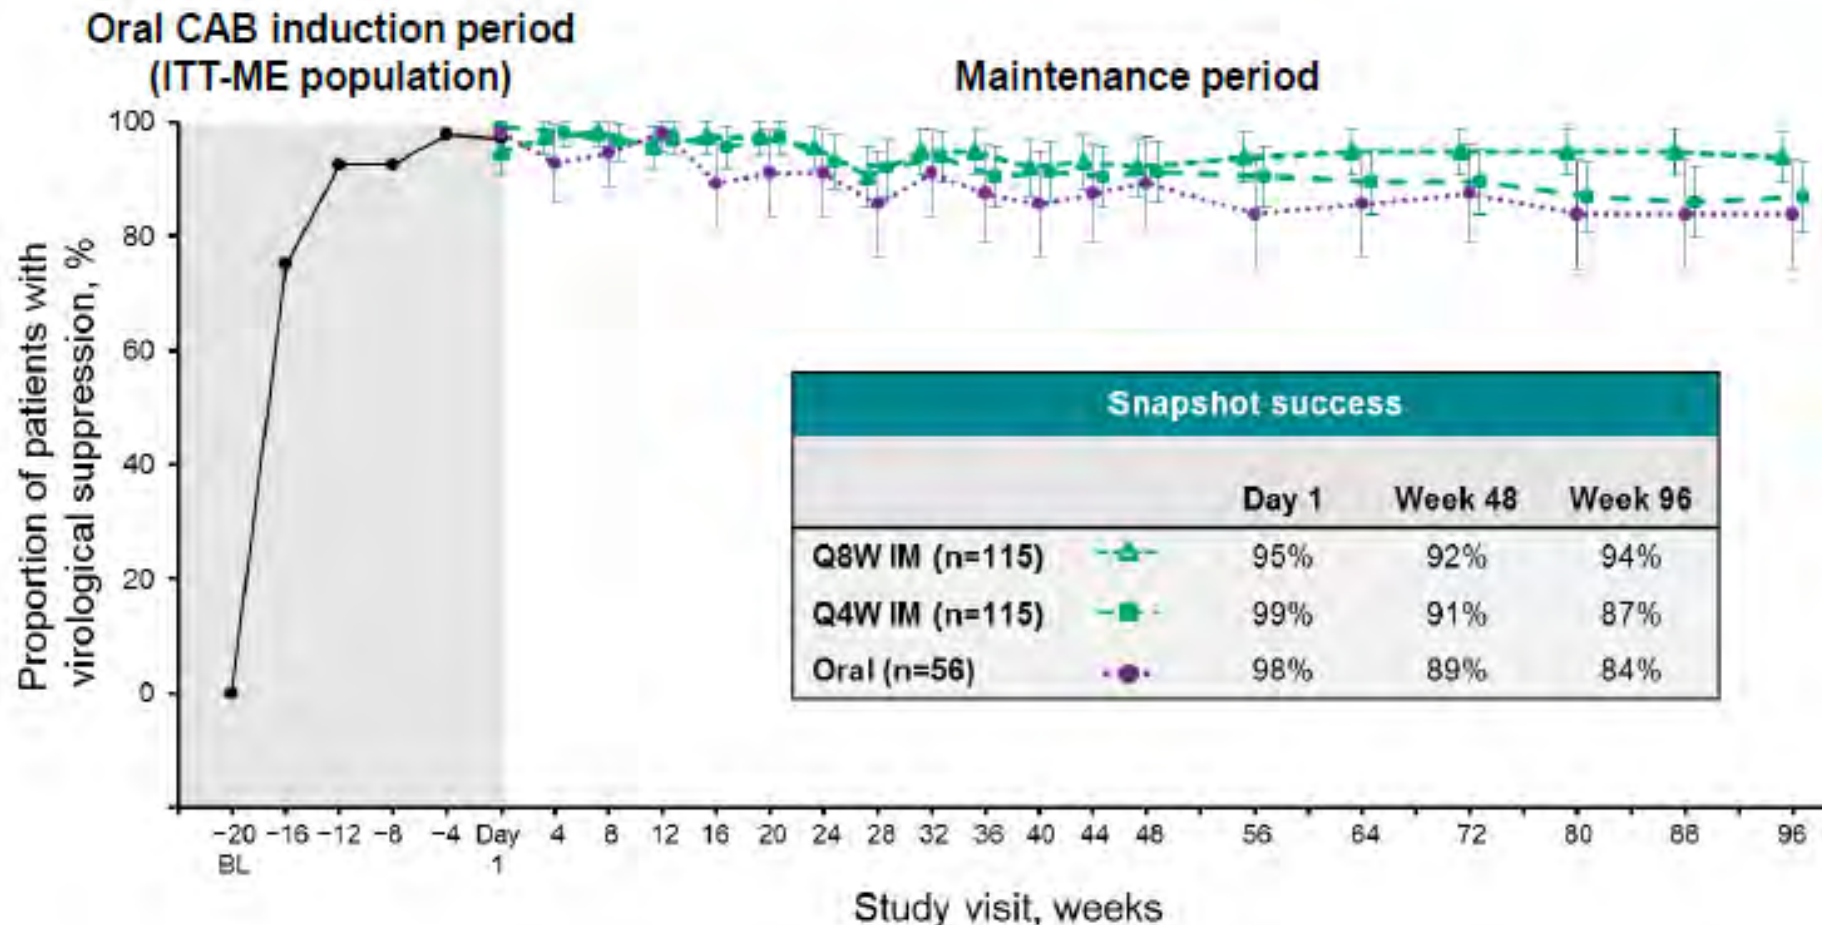 Oral CAB induction period
(ITT-ME population)
Maintenance period
Proportion of patients with
virological suppression, %
100
80
60
40
20
0
Snapshot success
Day 1 Week 48 Week 96
Q8W IM (n=115) 95% 92% 94%
Q4W IM (n=115) 99% 91% 87%
Oral (n=56) 98% 89% 84%
−20 −16 −12 −8 −4 Day 4 8 12 16 20 24 28 32 36 40 44 48 56 64 72 80 88 96
BL 1
Study visit, weeks